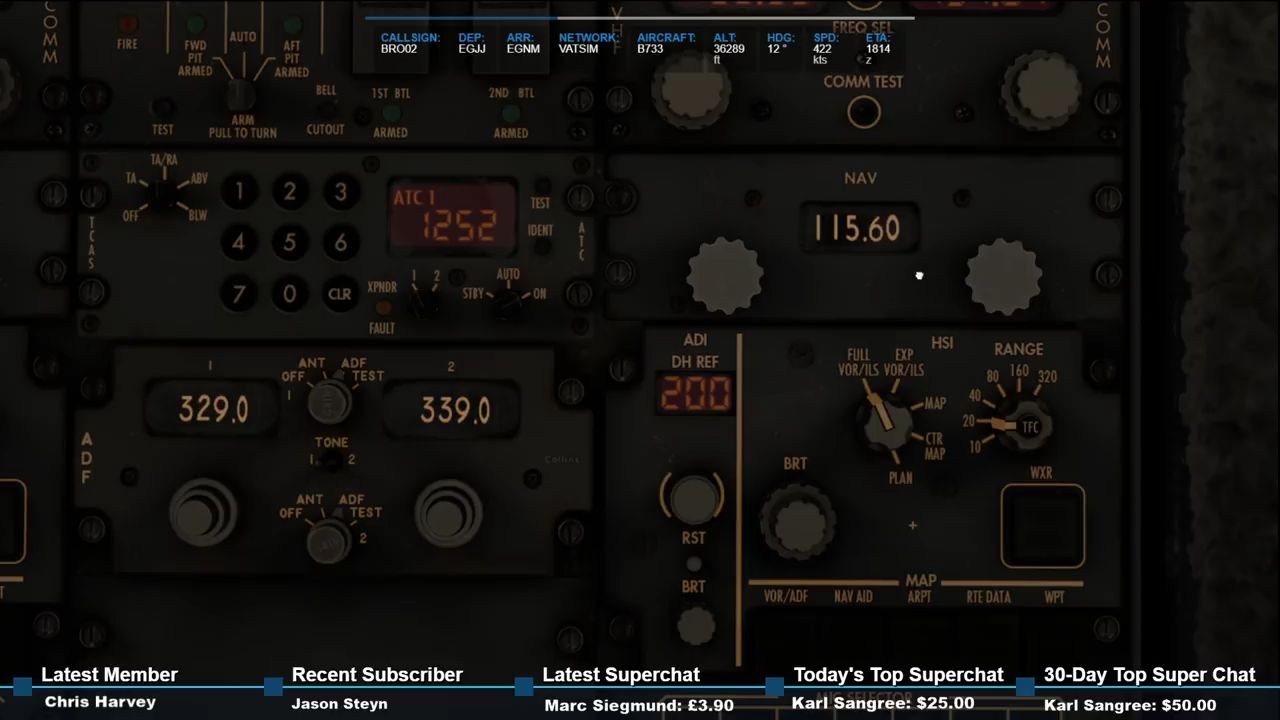 CALLSIGN: DEP: ARR: NETWORK: AIRCRAFT: ALT: HDG: SPD: ETA:
BRO02 EGJJ EGNM VATSIM B733 36289 12 ° 422 1814
ft kts z
COMM
FIRE
FWD
PIT
ARMED
AUTO
AFT
PIT
ARMED
BELL
TEST
ARM
PULL TO TURN
CUTOUT
1ST BTL
ARMED
2ND BTL
ARMED
FREQ SEL
COMM TEST
COMM
TA/RA
TA
ABV
OFF
BLW
TCAS
1 2 3
4 5 6
7 0 CLR
ATC 1
1252
TEST
IDENT
ATC
XPNDR
1 2
FAULT
STBY AUTO ON
NAV
115.60
1
329.0
ANT ADF
OFF TEST
1
2
339.0
ADF
TONE
1 2
Collins
ANT ADF
OFF TEST
2
ADI
DH REF
200
RST
BRT
HSI
FULL
VOR/ILS
EXP
VOR/ILS
MAP
CTR
MAP
PLAN
RANGE
10 20 40 80 160 320
TFC
BRT
WXR
MAP
VOR/ADF NAV AID ARPT RTE DATA WPT
Latest Member Recent Subscriber Latest Superchat Today's Top Superchat 30-Day Top Super Chat
Chris Harvey Jason Steyn Marc Siegmund: £3.90 Karl Sangree: $25.00 Karl Sangree: $50.00